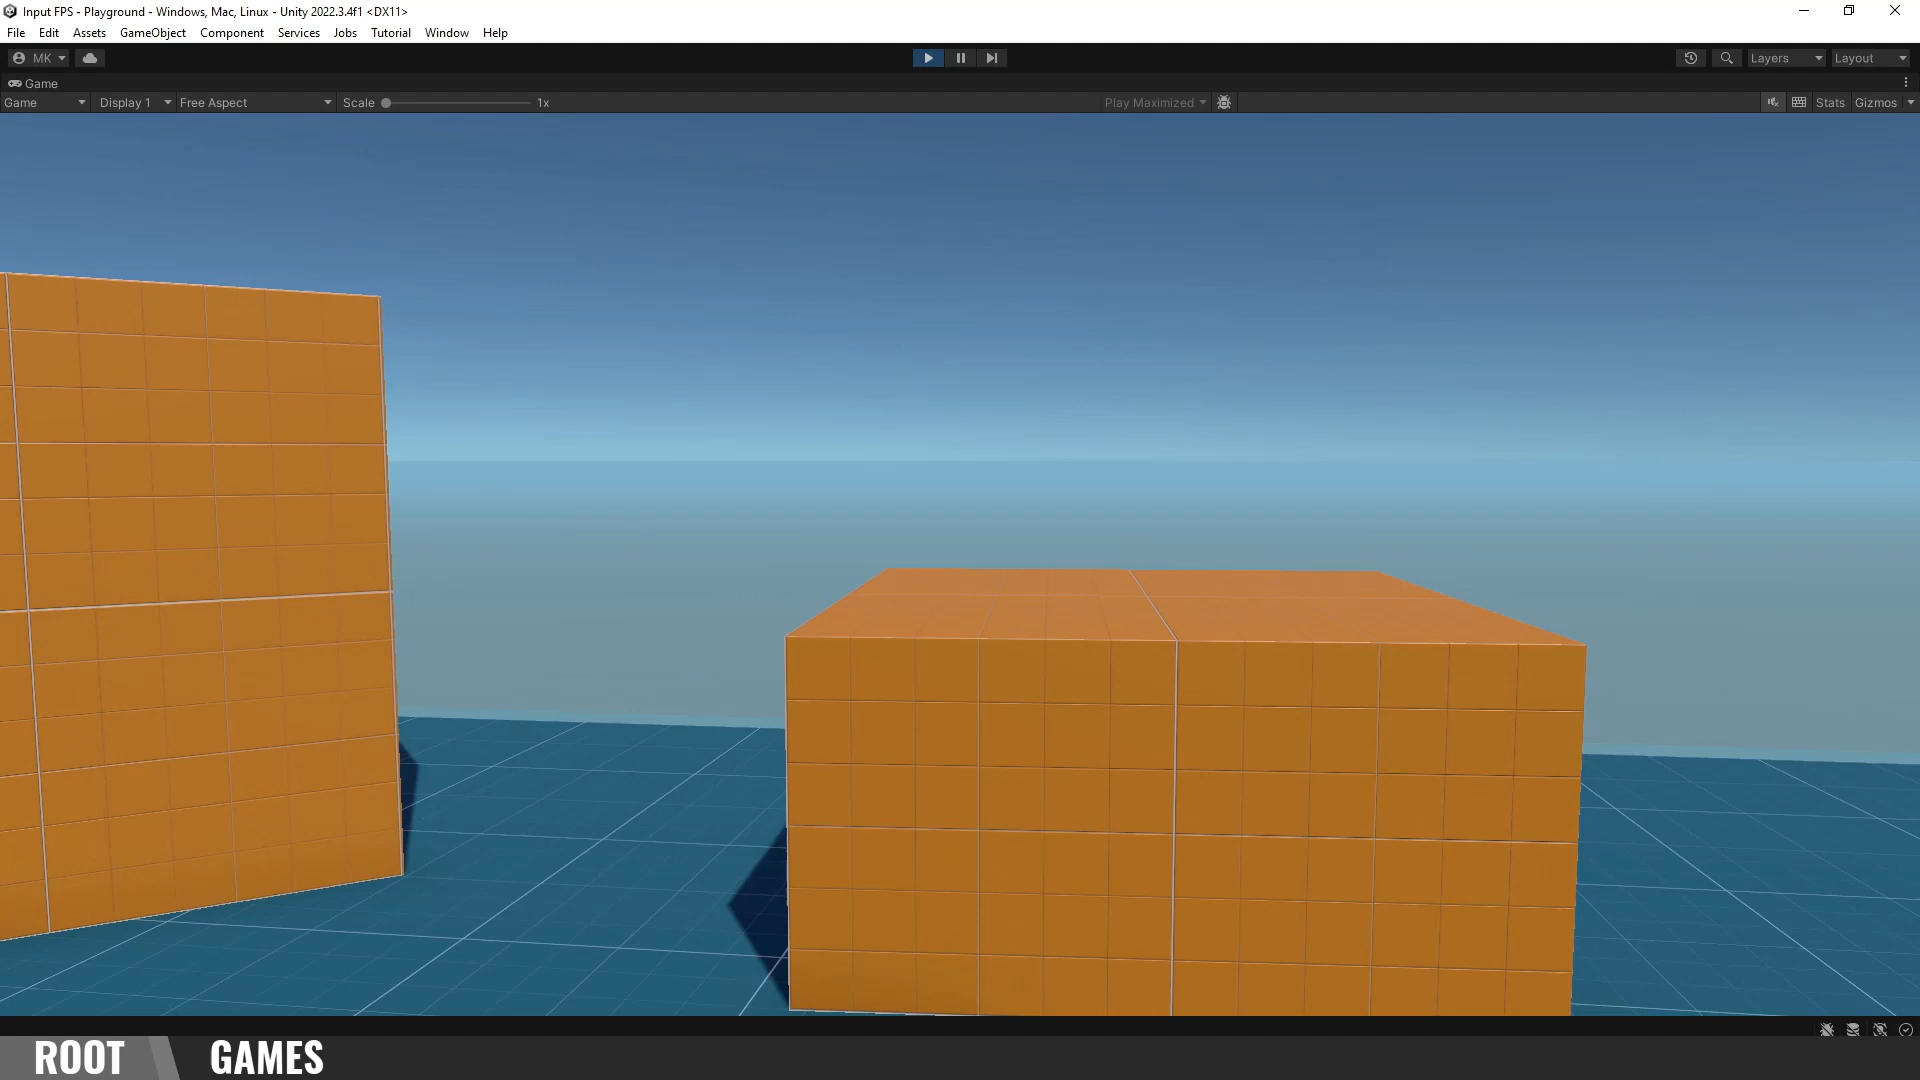 Input FPS - Playground - Windows, Mac, Linux - Unity 2022.3.4f1 <DX11>
File Edit Assets GameObject Component Services Jobs Tutorial Window Help
MK Layers Layout
Game
Game Display 1 Free Aspect Scale 1x Play Maximized Stats Gizmos
ROOT GAMES